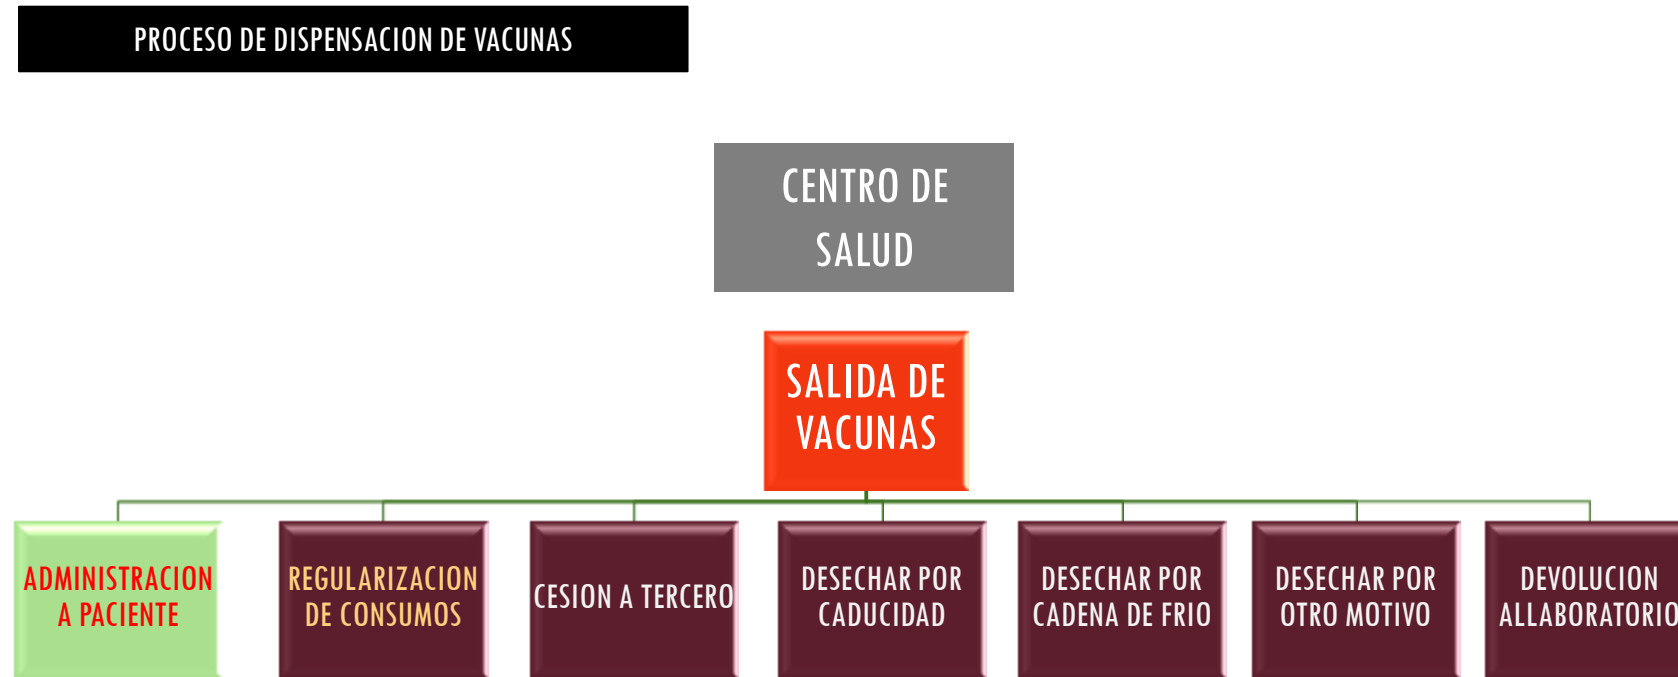 PROCESO DE DISPENSACION DE VACUNAS
CENTRO DE
SALUD
SALIDA DE
VACUNAS
ADMINISTRACION
A PACIENTE
REGULARIZACION
DE CONSUMOS
CESION A TERCERO
DESECHAR POR
CADUCIDAD
DESECHAR POR
CADENA DE FRIO
DESECHAR POR
OTRO MOTIVO
DEVOLUCION
ALLABORATORIO